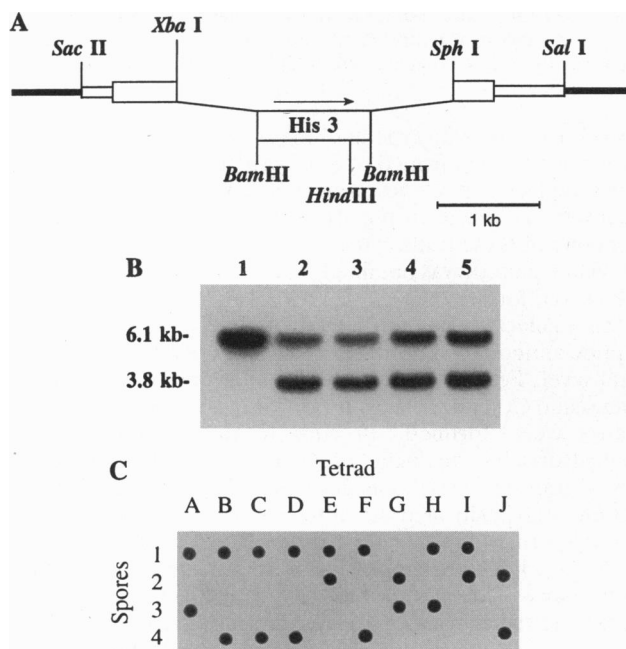 A
Sac II
Xba I
Sph I
Sal I
His 3
BamHI
HindIII
BamHI
1 kb
B
1 2 3 4 5
6.1 kb-
3.8 kb-
C
Tetrad
A B C D E F G H I J
Spores
1
2
3
4